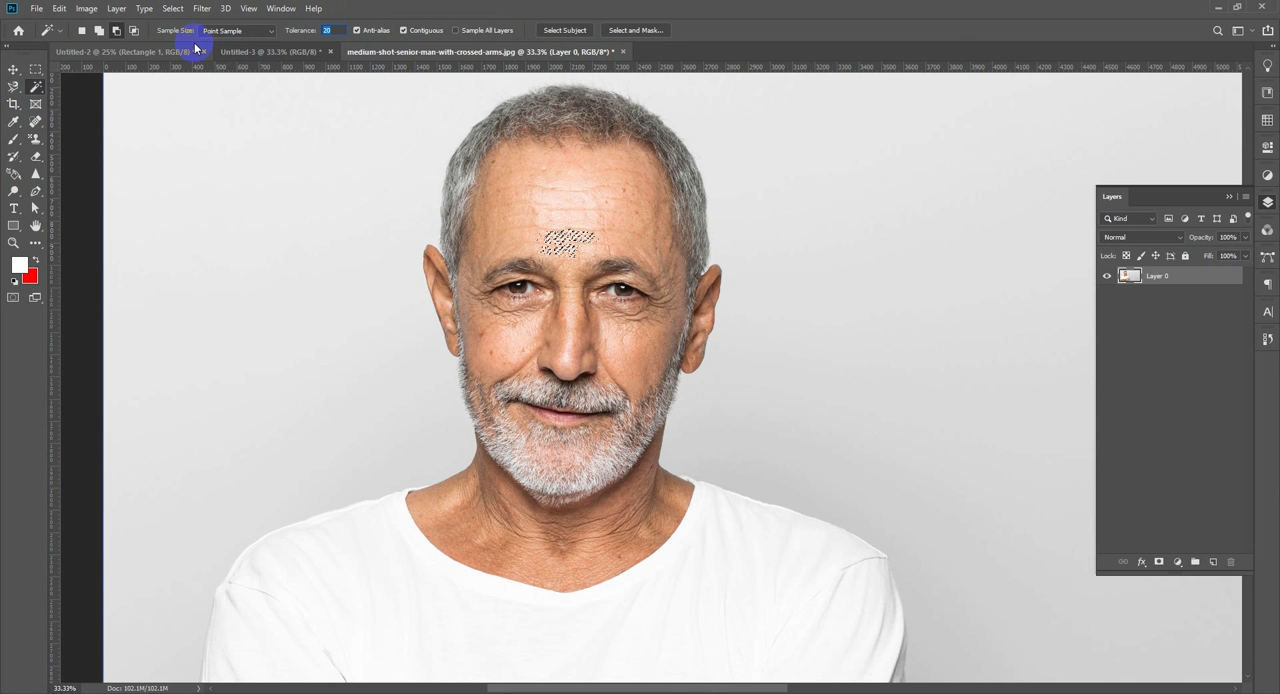 Ps File Edit Image Layer Type Select Filter 3D View Window Help
Sample Size: Point Sample Tolerance: 20 Anti-alias Contiguous Sample All Layers Select Subject Select and Mask...
Untitled-2 @ 25% (Rectangle 1, RGB/8) Untitled-3 @ 33.3% (RGB/8) * × medium-shot-senior-man-with-crossed-arms.jpg @ 33.3% (Layer 0, RGB/8*) * ×
Layers
Kind
Normal Opacity: 100%
Lock: Fill: 100%
Layer 0
fx
33.33% Doc: 102.1M/102.1M